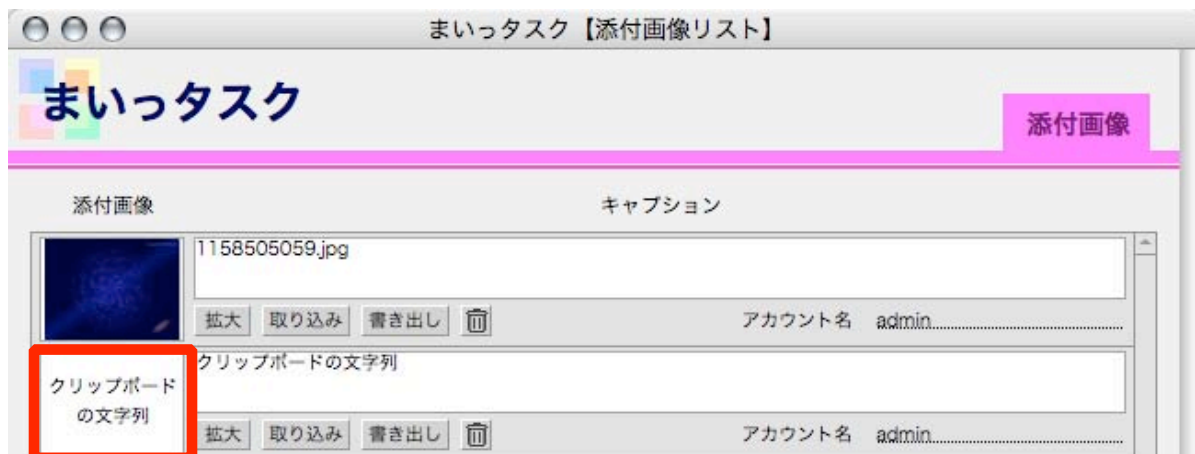 まいっタスク【添付画像リスト】
まいっタスク
添付画像
添付画像
キャプション
1158505059.jpg
拡大 取り込み 書き出し
アカウント名 admin
クリップボード
の文字列
クリップボードの文字列
拡大 取り込み 書き出し
アカウント名 admin